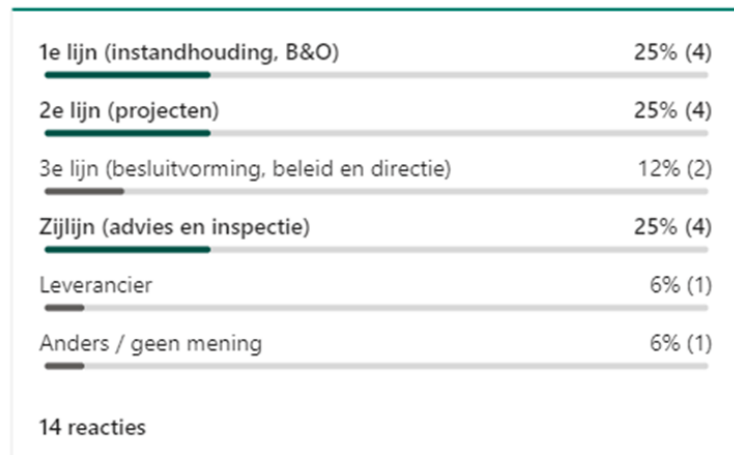 1e lijn (instandhouding, B&O) 25% (4)
2e lijn (projecten) 25% (4)
3e lijn (besluitvorming, beleid en directie) 12% (2)
Zijlijn (advies en inspectie) 25% (4)
Leverancier 6% (1)
Anders / geen mening 6% (1)
14 reacties